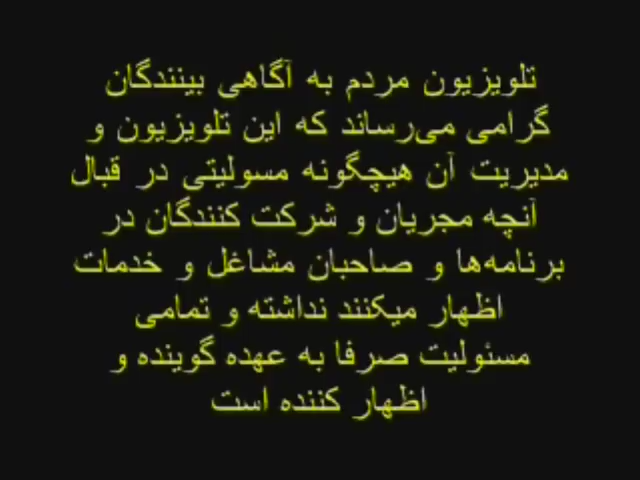 تلویزیون مردم به آگاهی بینندگان
گرامی می‌رساند که این تلویزیون و
مدیریت آن هیچگونه مسولیتی در قبال
آنچه مجریان و شرکت کنندگان در
برنامه‌ها و صاحبان مشاغل و خدمات
اظهار میکنند نداشته و تمامی
مسئولیت صرفا به عهده گوینده و
اظهار کننده است